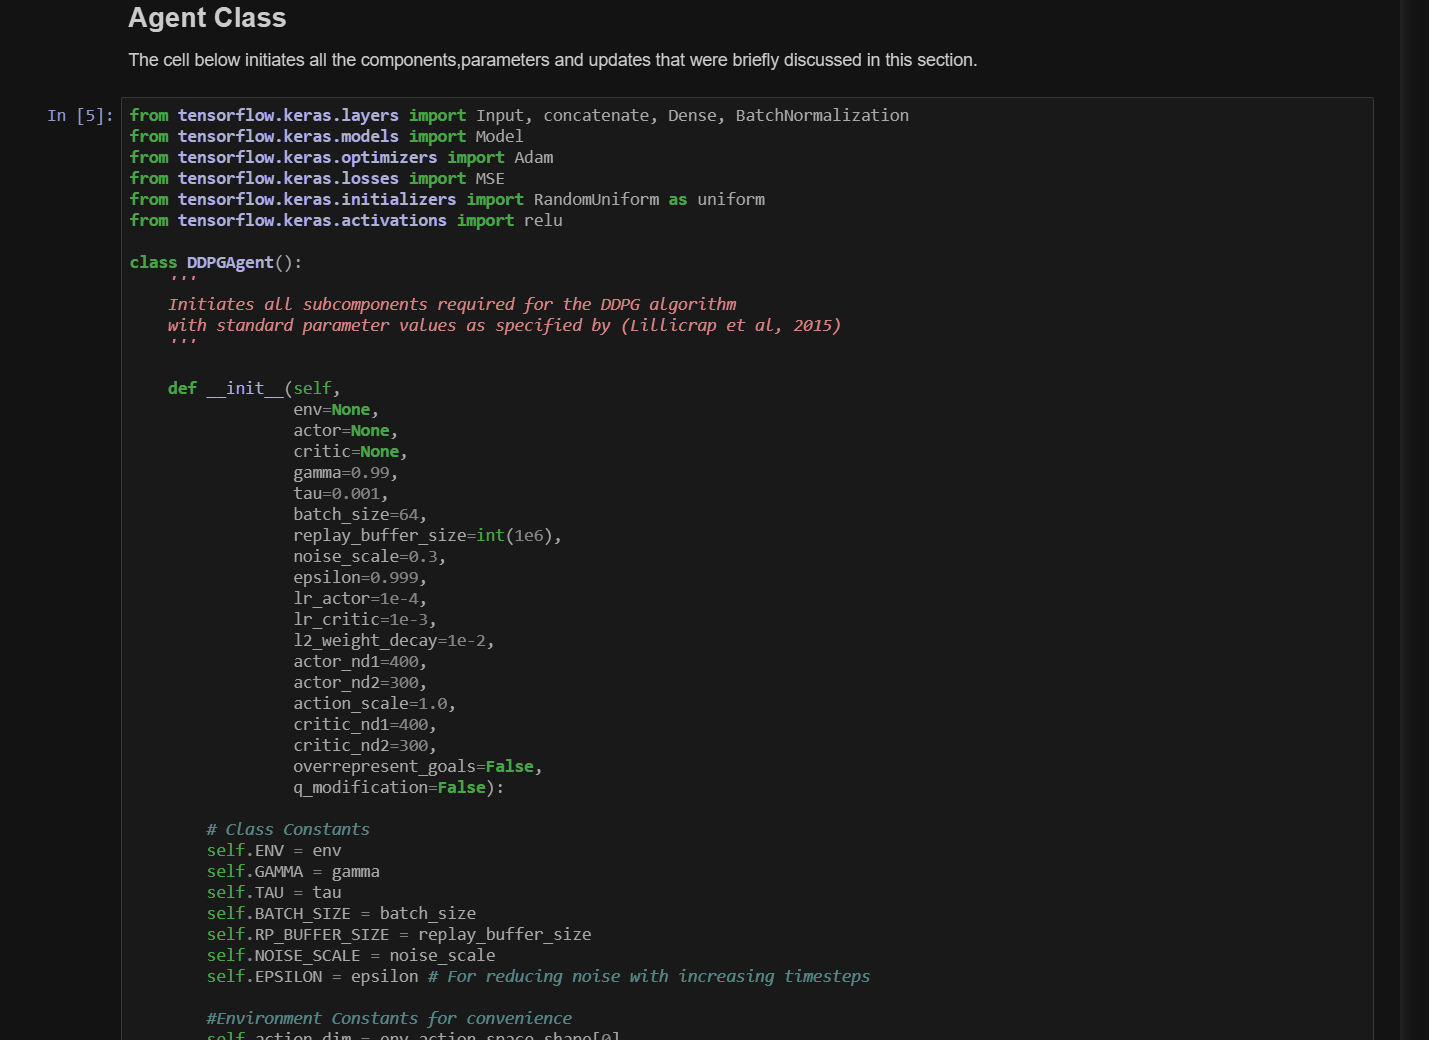 Agent Class
The cell below initiates all the components,parameters and updates that were briefly discussed in this section.
In [5]:
from tensorflow.keras.layers import Input, concatenate, Dense, BatchNormalization
from tensorflow.keras.models import Model
from tensorflow.keras.optimizers import Adam
from tensorflow.keras.losses import MSE
from tensorflow.keras.initializers import RandomUniform as uniform
from tensorflow.keras.activations import relu
class DDPGAgent():
'''
Initiates all subcomponents required for the DDPG algorithm
with standard parameter values as specified by (Lillicrap et al, 2015)
'''
def __init__(self,
env=None,
actor=None,
critic=None,
gamma=0.99,
tau=0.001,
batch_size=64,
replay_buffer_size=int(1e6),
noise_scale=0.3,
epsilon=0.999,
lr_actor=1e-4,
lr_critic=1e-3,
l2_weight_decay=1e-2,
actor_nd1=400,
actor_nd2=300,
action_scale=1.0,
critic_nd1=400,
critic_nd2=300,
overrepresent_goals=False,
q_modification=False):
# Class Constants
self.ENV = env
self.GAMMA = gamma
self.TAU = tau
self.BATCH_SIZE = batch_size
self.RP_BUFFER_SIZE = replay_buffer_size
self.NOISE_SCALE = noise_scale
self.EPSILON = epsilon # For reducing noise with increasing timesteps
#Environment Constants for convenience
self.action_dim = env.action_space.shape[0]